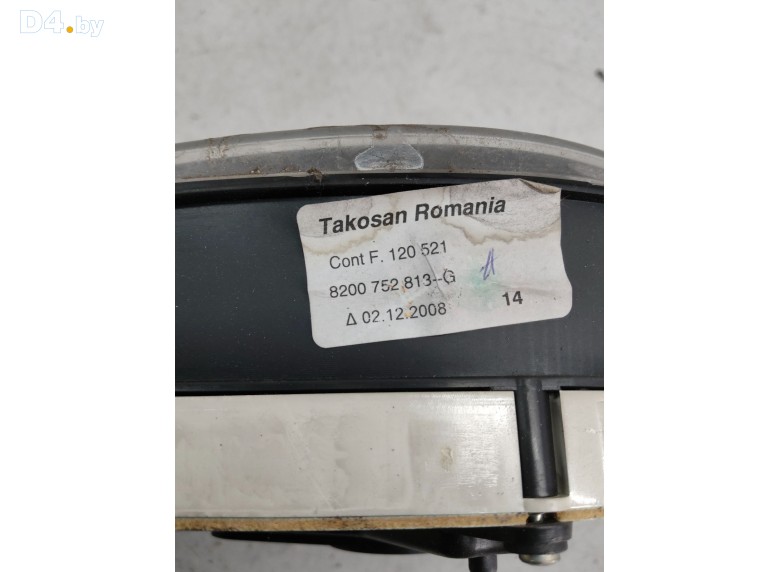 D4.by
Takosan Romania
Cont F. 120 521
8200 752 813--G
Δ 02.12.2008 14